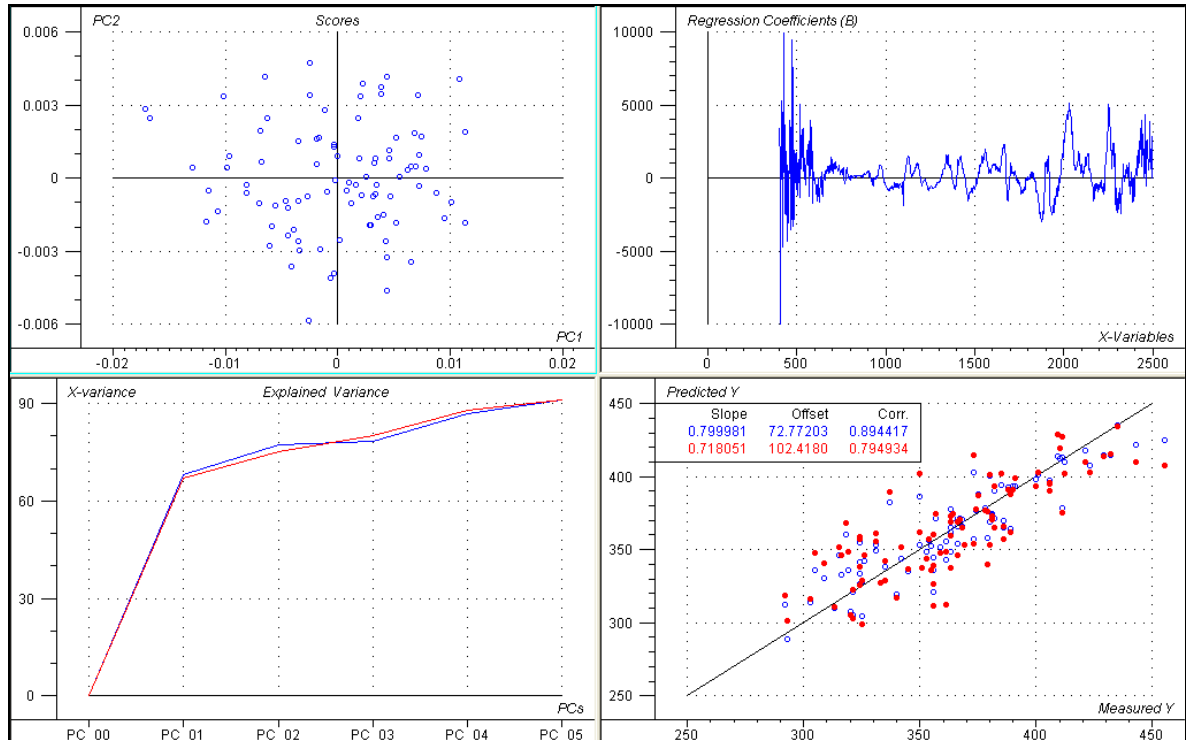 PC2 Scores
0.006
0.003
0
-0.003
-0.006
PC1
-0.02 -0.01 0 0.01 0.02
Regression Coefficients (B)
10000
5000
0
-5000
-10000
X-Variables
0 500 1000 1500 2000 2500
X-variance Explained Variance
90
60
30
0
PCs
PC_00 PC_01 PC_02 PC_03 PC_04 PC_05
Predicted Y
450
400
350
300
250
Slope Offset Corr.
0.799981 72.77203 0.894417
0.718051 102.4180 0.794934
Measured Y
250 300 350 400 450